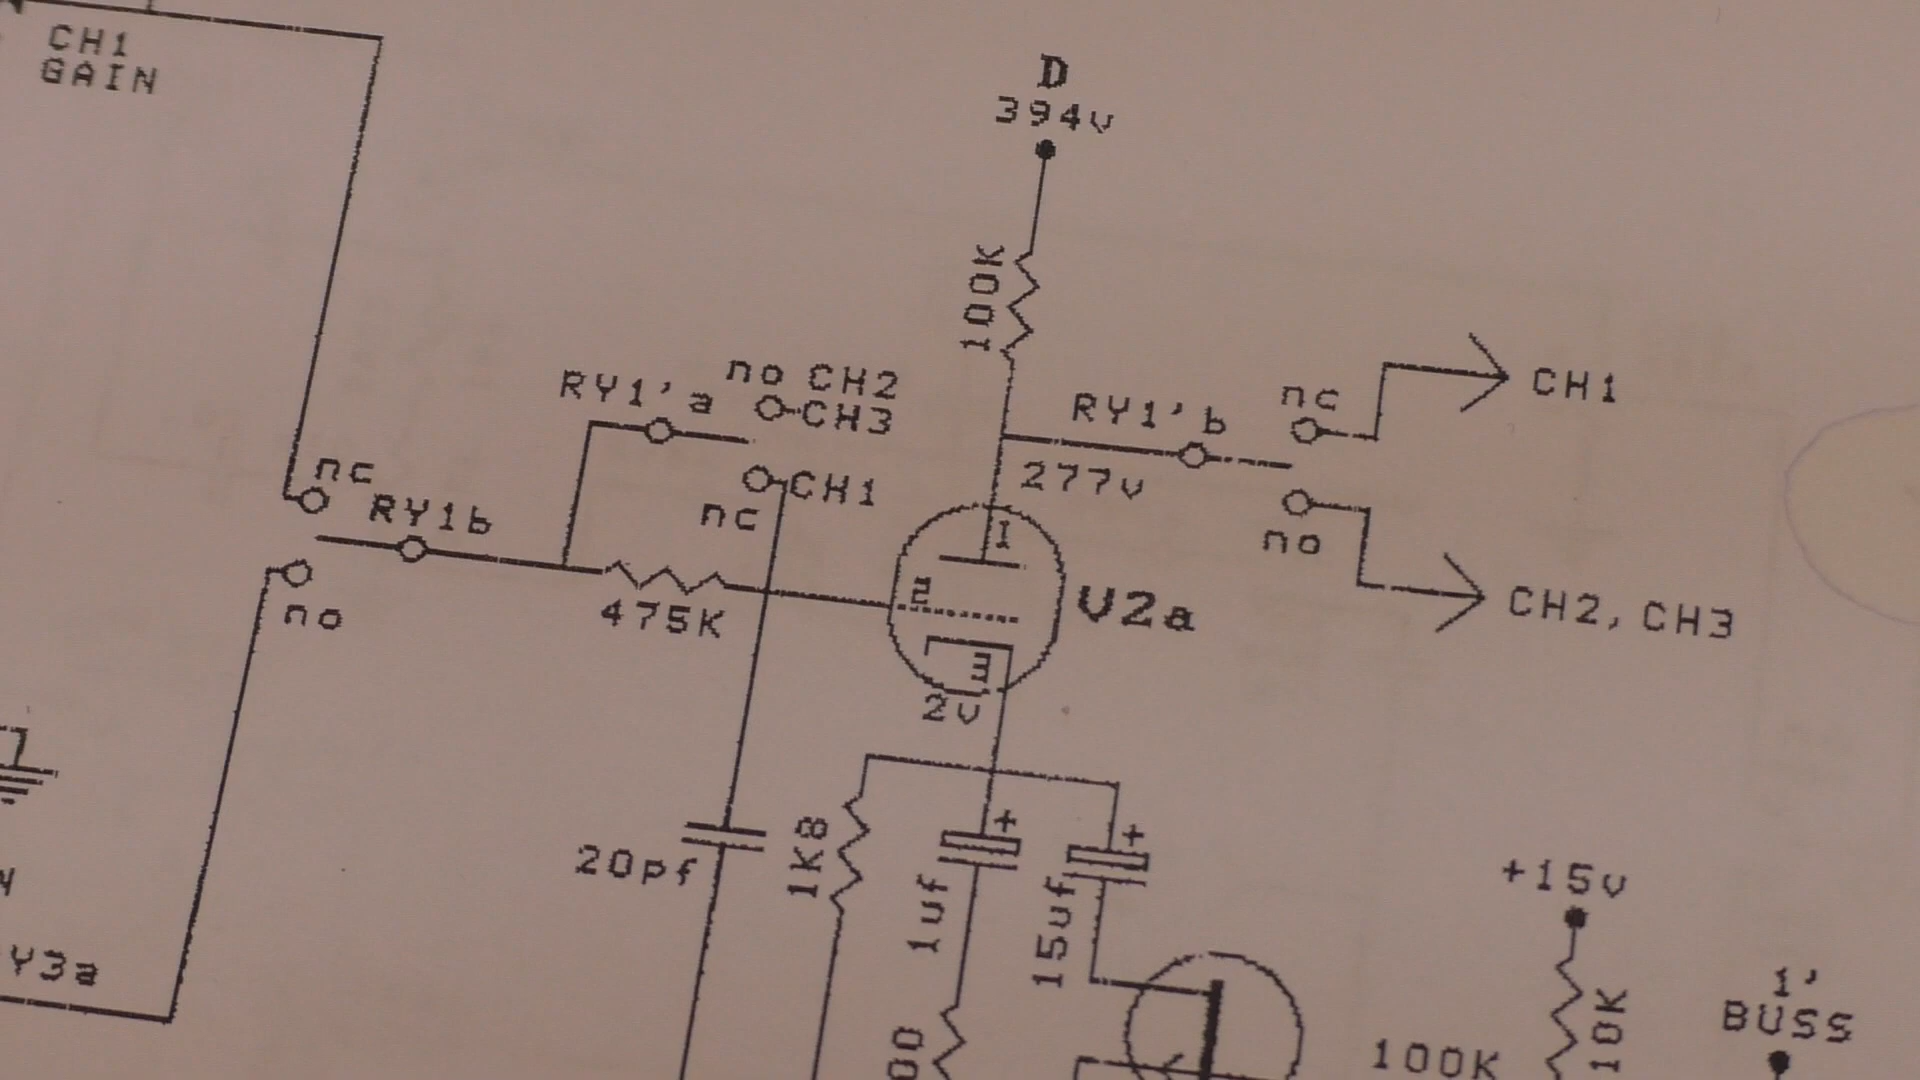 CH1
GAIN
D
394v
100K
RY1'a
no CH2
CH3
CH1
nc
nc
RY1b
no
475K
RY1'b
277v
nc
CH1
no
CH2, CH3
1
2
3
V2a
2v
20pf
1K8
1uf
+
15uf
+
+15v
10K
100K
1'
BUSS
Y3a
00